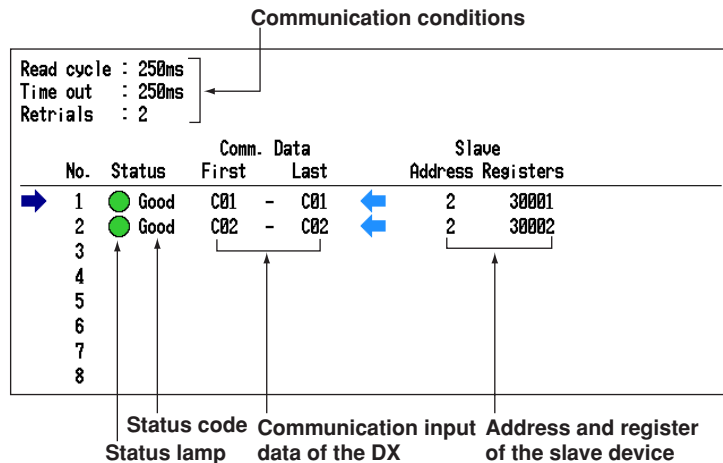 Communication conditions
Read cycle : 250ms
Time out : 250ms
Retrials : 2
Comm. Data Slave
No. Status First Last Address Registers
1 Good C01 - C01 2 30001
2 Good C02 - C02 2 30002
3
4
5
6
7
8
Status code Communication input Address and register
Status lamp data of the DX of the slave device